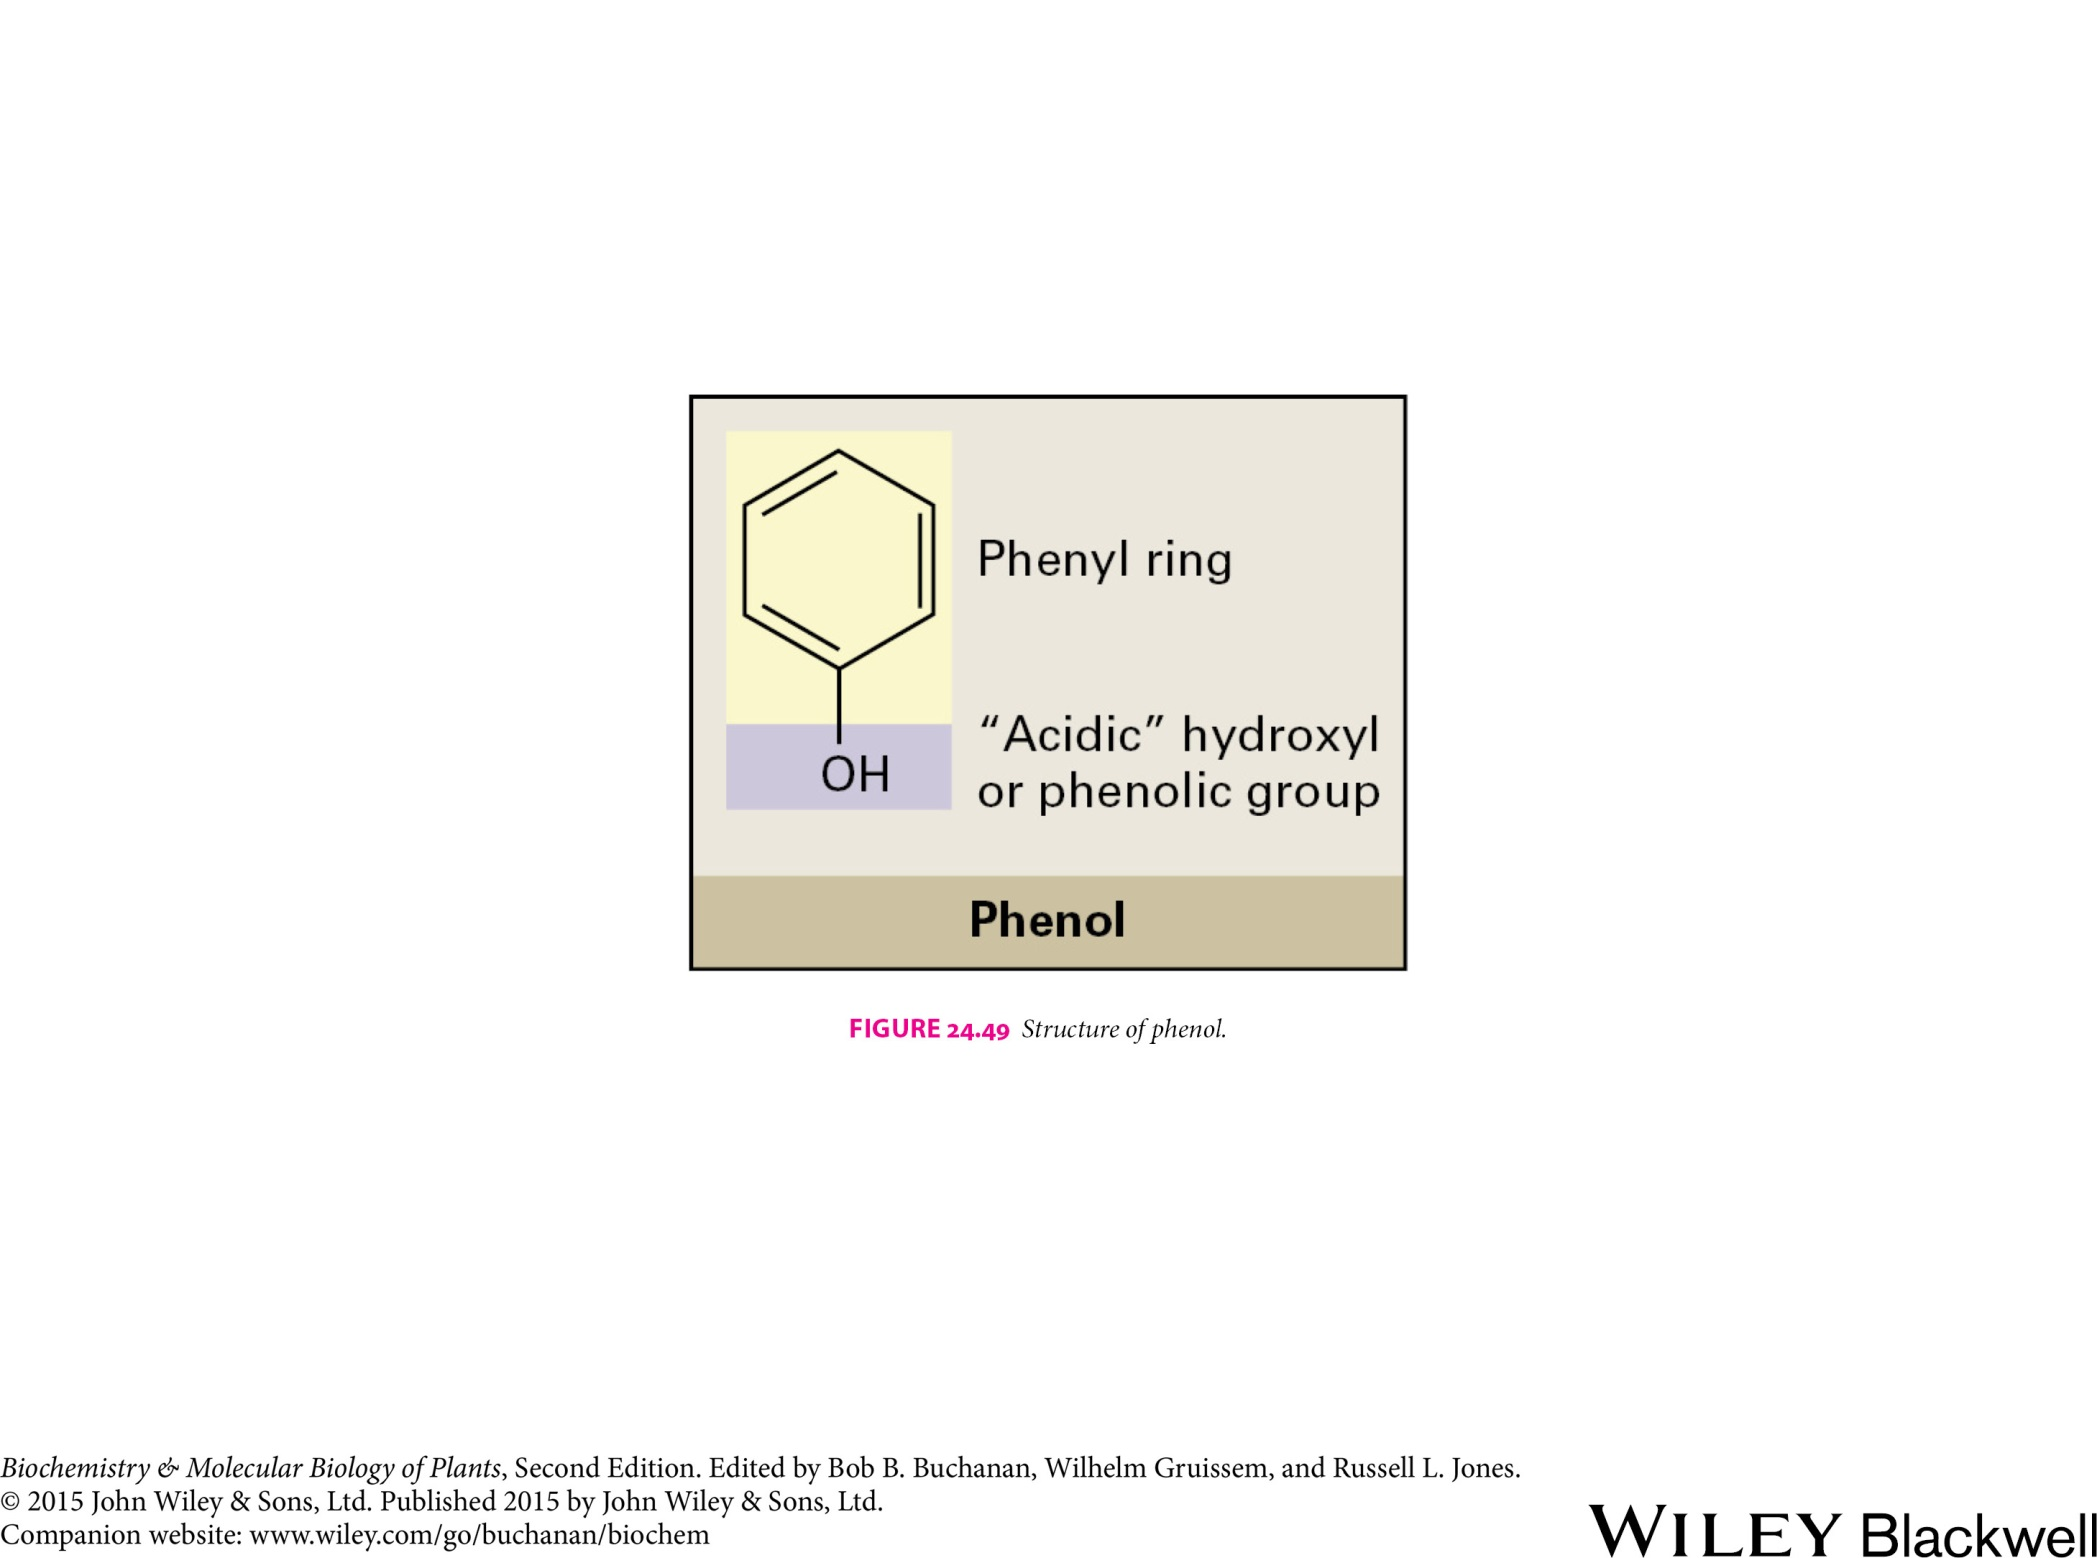 Phenyl ring
“Acidic” hydroxyl
or phenolic group
OH
Phenol
FIGURE 24.49 Structure of phenol.
Biochemistry & Molecular Biology of Plants, Second Edition. Edited by Bob B. Buchanan, Wilhelm Gruissem, and Russell L. Jones.
© 2015 John Wiley & Sons, Ltd. Published 2015 by John Wiley & Sons, Ltd.
Companion website: www.wiley.com/go/buchanan/biochem
WILEY Blackwell